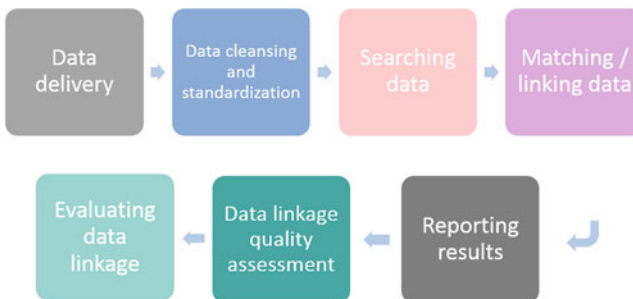 Data
delivery
Data cleansing
and
standardization
Searching
data
Matching /
linking data
Reporting
results
Data linkage
quality
assessment
Evaluating
data
linkage